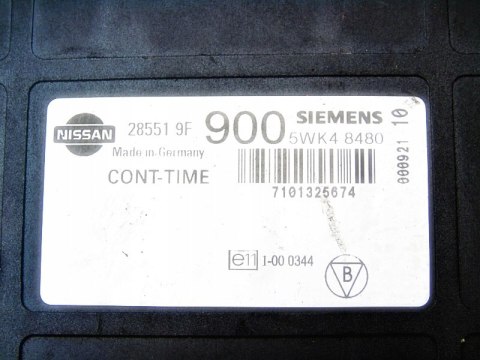 NISSAN 28551 9F 900 SIEMENS
5WK4 8480
Made in Germany
CONT-TIME
7101325674
000921 10
e11 I-00 0344
B